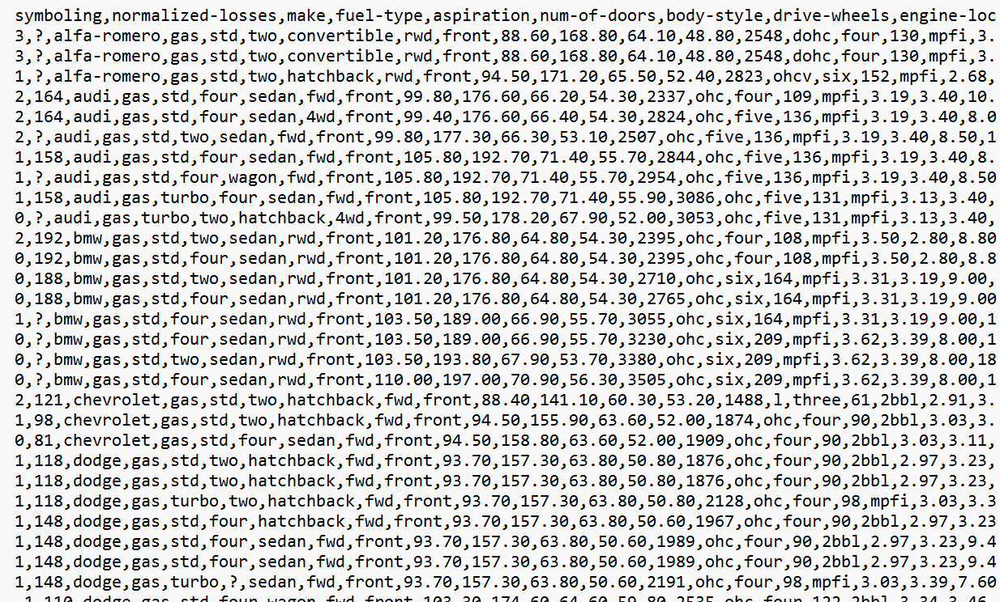 symboling,normalized-losses,make,fuel-type,aspiration,num-of-doors,body-style,drive-wheels,engine-loc
3,?,alfa-romero,gas,std,two,convertible,rwd,front,88.60,168.80,64.10,48.80,2548,dohc,four,130,mpfi,3.
3,?,alfa-romero,gas,std,two,convertible,rwd,front,88.60,168.80,64.10,48.80,2548,dohc,four,130,mpfi,3.
1,?,alfa-romero,gas,std,two,hatchback,rwd,front,94.50,171.20,65.50,52.40,2823,ohcv,six,152,mpfi,2.68,
2,164,audi,gas,std,four,sedan,fwd,front,99.80,176.60,66.20,54.30,2337,ohc,four,109,mpfi,3.19,3.40,10.
2,164,audi,gas,std,four,sedan,4wd,front,99.40,176.60,66.40,54.30,2824,ohc,five,136,mpfi,3.19,3.40,8.0
2,?,audi,gas,std,two,sedan,fwd,front,99.80,177.30,66.30,53.10,2507,ohc,five,136,mpfi,3.19,3.40,8.50,1
1,158,audi,gas,std,four,sedan,fwd,front,105.80,192.70,71.40,55.70,2844,ohc,five,136,mpfi,3.19,3.40,8.
1,?,audi,gas,std,four,wagon,fwd,front,105.80,192.70,71.40,55.70,2954,ohc,five,136,mpfi,3.19,3.40,8.50
1,158,audi,gas,turbo,four,sedan,fwd,front,105.80,192.70,71.40,55.90,3086,ohc,five,131,mpfi,3.13,3.40,
0,?,audi,gas,turbo,two,hatchback,4wd,front,99.50,178.20,67.90,52.00,3053,ohc,five,131,mpfi,3.13,3.40,
2,192,bmw,gas,std,two,sedan,rwd,front,101.20,176.80,64.80,54.30,2395,ohc,four,108,mpfi,3.50,2.80,8.80
0,192,bmw,gas,std,four,sedan,rwd,front,101.20,176.80,64.80,54.30,2395,ohc,four,108,mpfi,3.50,2.80,8.8
0,188,bmw,gas,std,two,sedan,rwd,front,101.20,176.80,64.80,54.30,2710,ohc,six,164,mpfi,3.31,3.19,9.00,
0,188,bmw,gas,std,four,sedan,rwd,front,101.20,176.80,64.80,54.30,2765,ohc,six,164,mpfi,3.31,3.19,9.00
1,?,bmw,gas,std,four,sedan,rwd,front,103.50,189.00,66.90,55.70,3055,ohc,six,164,mpfi,3.31,3.19,9.00,1
0,?,bmw,gas,std,four,sedan,rwd,front,103.50,189.00,66.90,55.70,3230,ohc,six,209,mpfi,3.62,3.39,8.00,1
0,?,bmw,gas,std,two,sedan,rwd,front,103.50,193.80,67.90,53.70,3380,ohc,six,209,mpfi,3.62,3.39,8.00,18
0,?,bmw,gas,std,four,sedan,rwd,front,110.00,197.00,70.90,56.30,3505,ohc,six,209,mpfi,3.62,3.39,8.00,1
2,121,chevrolet,gas,std,two,hatchback,fwd,front,88.40,141.10,60.30,53.20,1488,l,three,61,2bbl,2.91,3.
1,98,chevrolet,gas,std,two,hatchback,fwd,front,94.50,155.90,63.60,52.00,1874,ohc,four,90,2bbl,3.03,3.
0,81,chevrolet,gas,std,four,sedan,fwd,front,94.50,158.80,63.60,52.00,1909,ohc,four,90,2bbl,3.03,3.11,
1,118,dodge,gas,std,two,hatchback,fwd,front,93.70,157.30,63.80,50.80,1876,ohc,four,90,2bbl,2.97,3.23,
1,118,dodge,gas,std,two,hatchback,fwd,front,93.70,157.30,63.80,50.80,1876,ohc,four,90,2bbl,2.97,3.23,
1,118,dodge,gas,turbo,two,hatchback,fwd,front,93.70,157.30,63.80,50.80,2128,ohc,four,98,mpfi,3.03,3.3
1,148,dodge,gas,std,four,hatchback,fwd,front,93.70,157.30,63.80,50.60,1967,ohc,four,90,2bbl,2.97,3.23
1,148,dodge,gas,std,four,sedan,fwd,front,93.70,157.30,63.80,50.60,1989,ohc,four,90,2bbl,2.97,3.23,9.4
1,148,dodge,gas,std,four,sedan,fwd,front,93.70,157.30,63.80,50.60,1989,ohc,four,90,2bbl,2.97,3.23,9.4
1,148,dodge,gas,turbo,?,sedan,fwd,front,93.70,157.30,63.80,50.60,2191,ohc,four,98,mpfi,3.03,3.39,7.60
110,dodge,gas,std,four,wagon,fwd,front,103.30,174.60,64.60,59.80,2535,ohc,four,122,2bbl,3.34,3.46,